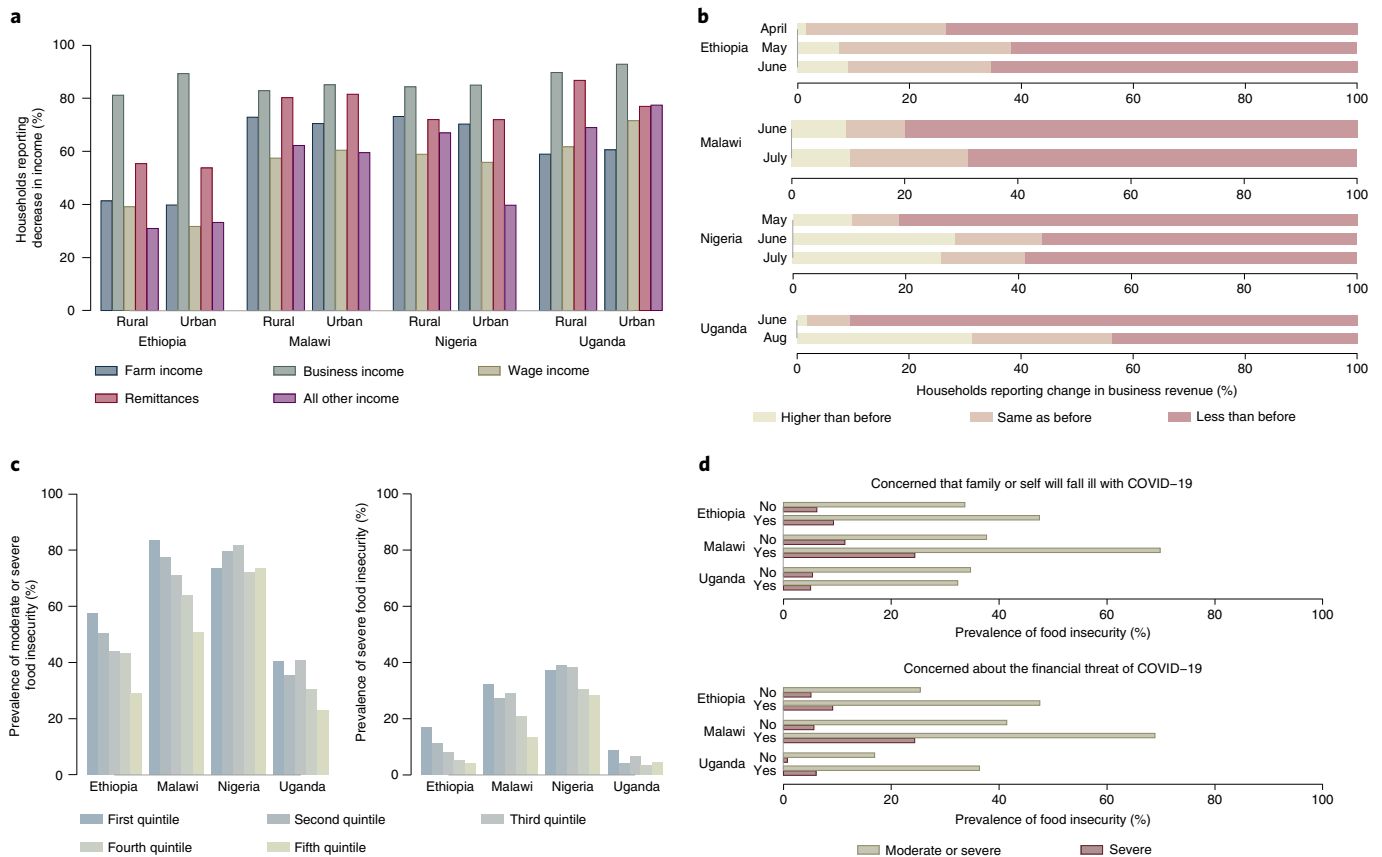 a
Households reporting
decrease in income (%)
100
80
60
40
20
0
Rural Urban Rural Urban Rural Urban Rural Urban
Ethiopia Malawi Nigeria Uganda
Farm income Business income Wage income
Remittances All other income
b
Ethiopia
April
May
June
0 20 40 60 80 100
Malawi
June
July
0 20 40 60 80 100
Nigeria
May
June
July
0 20 40 60 80 100
Uganda
June
Aug
0 20 40 60 80 100
Households reporting change in business revenue (%)
Higher than before Same as before Less than before
c
Prevalence of moderate or severe
food insecurity (%)
100
80
60
40
20
0
Ethiopia Malawi Nigeria Uganda
Prevalence of severe food insecurity (%)
100
80
60
40
20
0
Ethiopia Malawi Nigeria Uganda
First quintile Second quintile Third quintile
Fourth quintile Fifth quintile
d
Concerned that family or self will fall ill with COVID–19
Ethiopia
No
Yes
Malawi
No
Yes
Uganda
No
Yes
0 20 40 60 80 100
Prevalence of food insecurity (%)
Concerned about the financial threat of COVID–19
Ethiopia
No
Yes
Malawi
No
Yes
Uganda
No
Yes
0 20 40 60 80 100
Prevalence of food insecurity (%)
Moderate or severe Severe